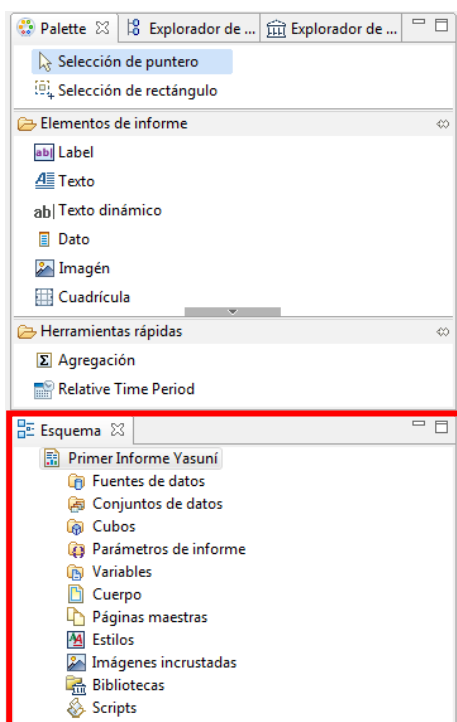 Palette Explorador de ... Explorador de ...
Selección de puntero
Selección de rectángulo
Elementos de informe
ab| Label
Texto
ab| Texto dinámico
Dato
Imagén
Cuadrícula
Herramientas rápidas
Σ Agregación
Relative Time Period
Esquema
Primer Informe Yasuní
Fuentes de datos
Conjuntos de datos
Cubos
Parámetros de informe
Variables
Cuerpo
Páginas maestras
Estilos
Imágenes incrustadas
Bibliotecas
Scripts